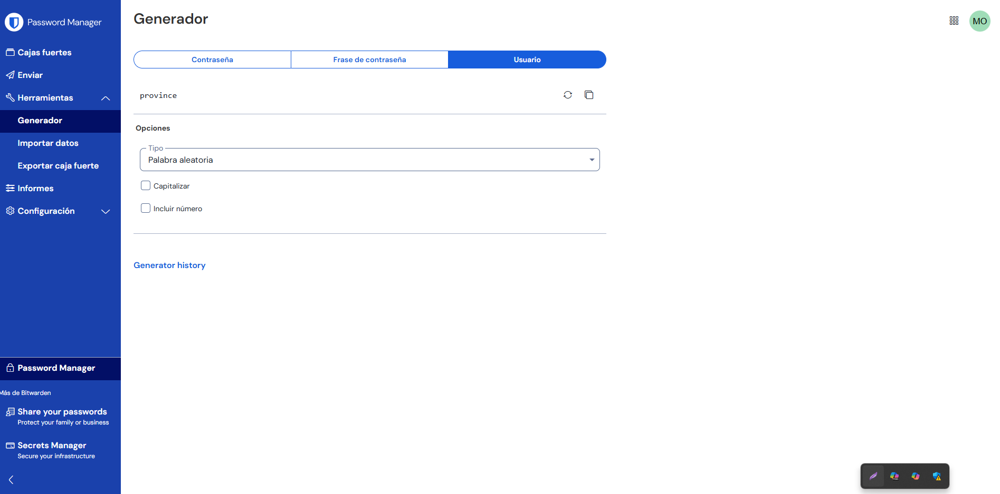 Password Manager
Cajas fuertes
Enviar
Herramientas
Generador
Importar datos
Exportar caja fuerte
Informes
Configuración
Password Manager
Más de Bitwarden
Share your passwords
Protect your family or business
Secrets Manager
Secure your infrastructure
Generador
MO
Contraseña
Frase de contraseña
Usuario
province
Opciones
Tipo
Palabra aleatoria
Capitalizar
Incluir número
Generator history